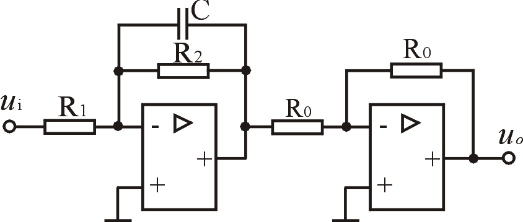 C
R2
R0
ui
R1
R0
uo
- ▷ +
+
- ▷ +
+